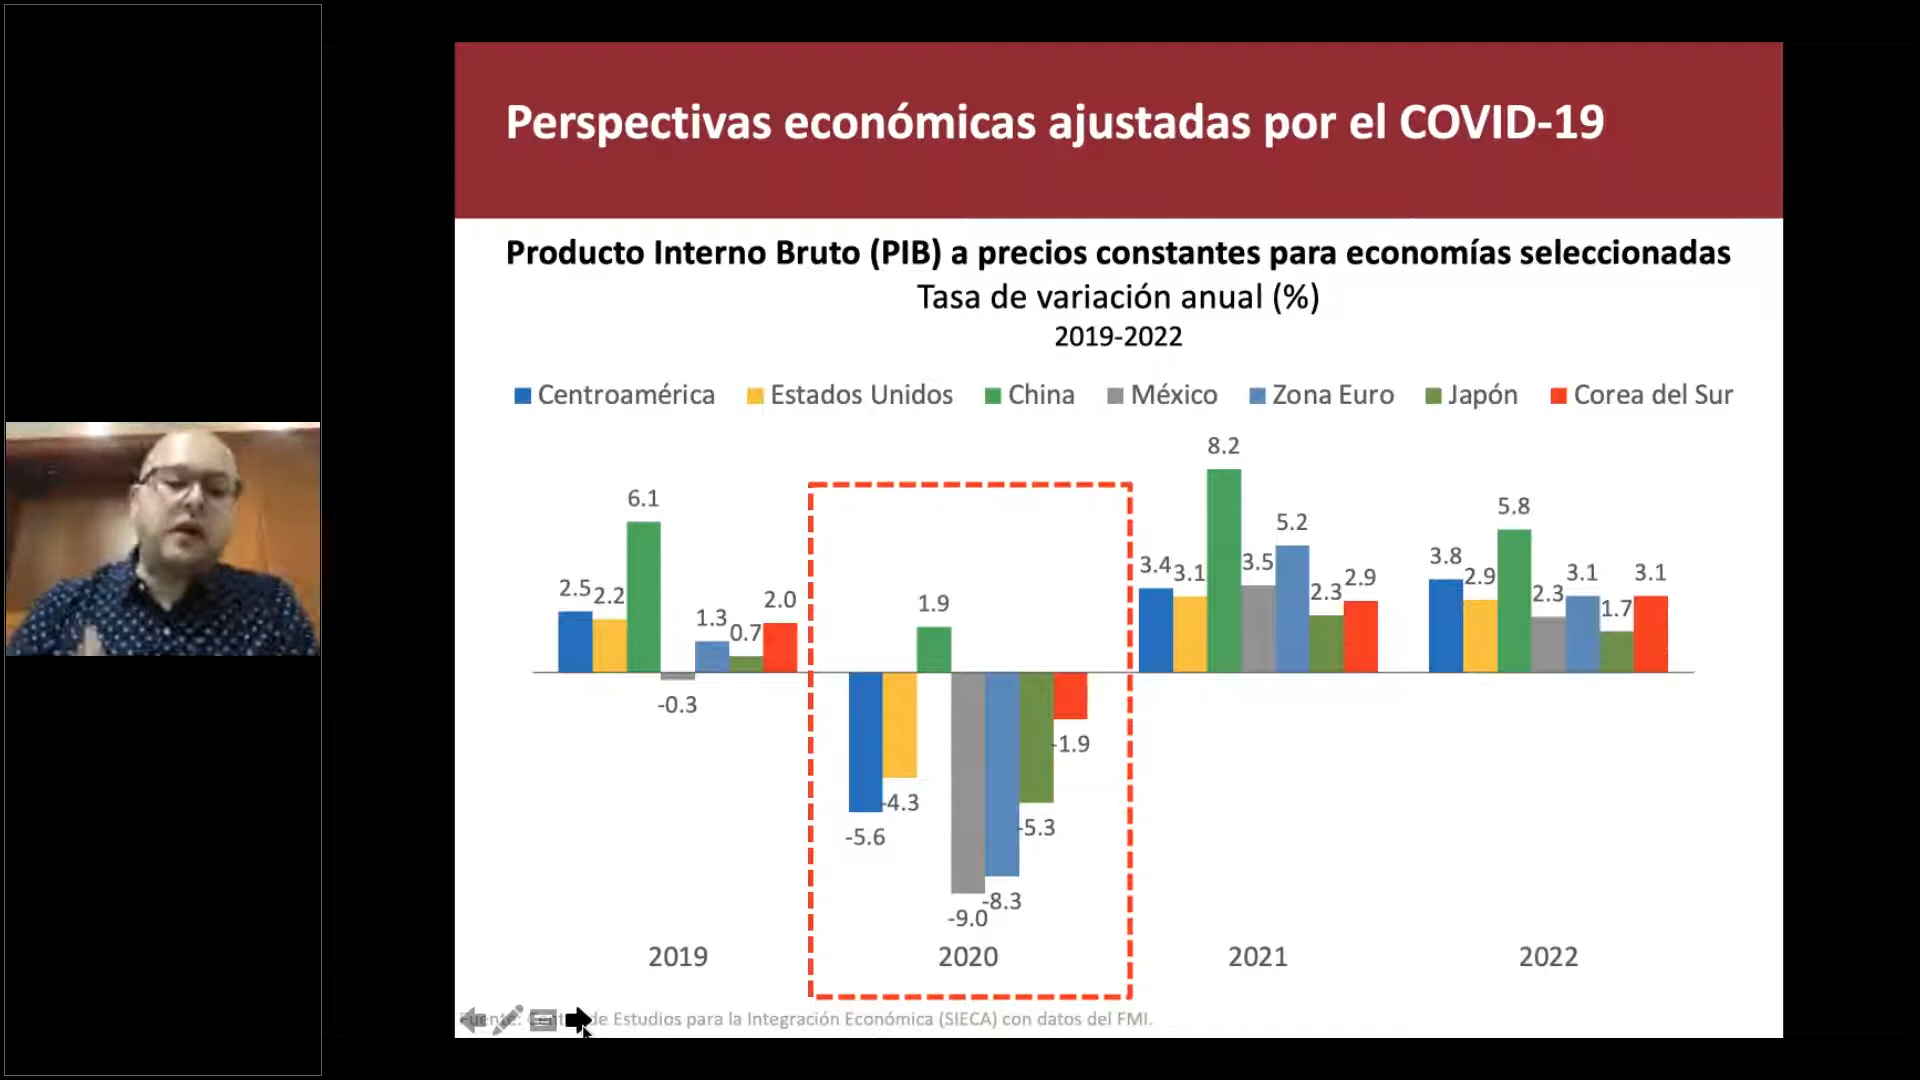 Perspectivas económicas ajustadas por el COVID-19
Producto Interno Bruto (PIB) a precios constantes para economías seleccionadas
Tasa de variación anual (%)
2019-2022
Centroamérica Estados Unidos China México Zona Euro Japón Corea del Sur
2.5 2.2 6.1 -0.3 1.3 0.7 2.0
-5.6 -4.3 1.9 -9.0 -8.3 -5.3 -1.9
3.4 3.1 8.2 3.5 5.2 2.3 2.9
3.8 2.9 5.8 2.3 3.1 1.7 3.1
2019 2020 2021 2022
Fuente: Centro de Estudios para la Integración Económica (SIECA) con datos del FMI.